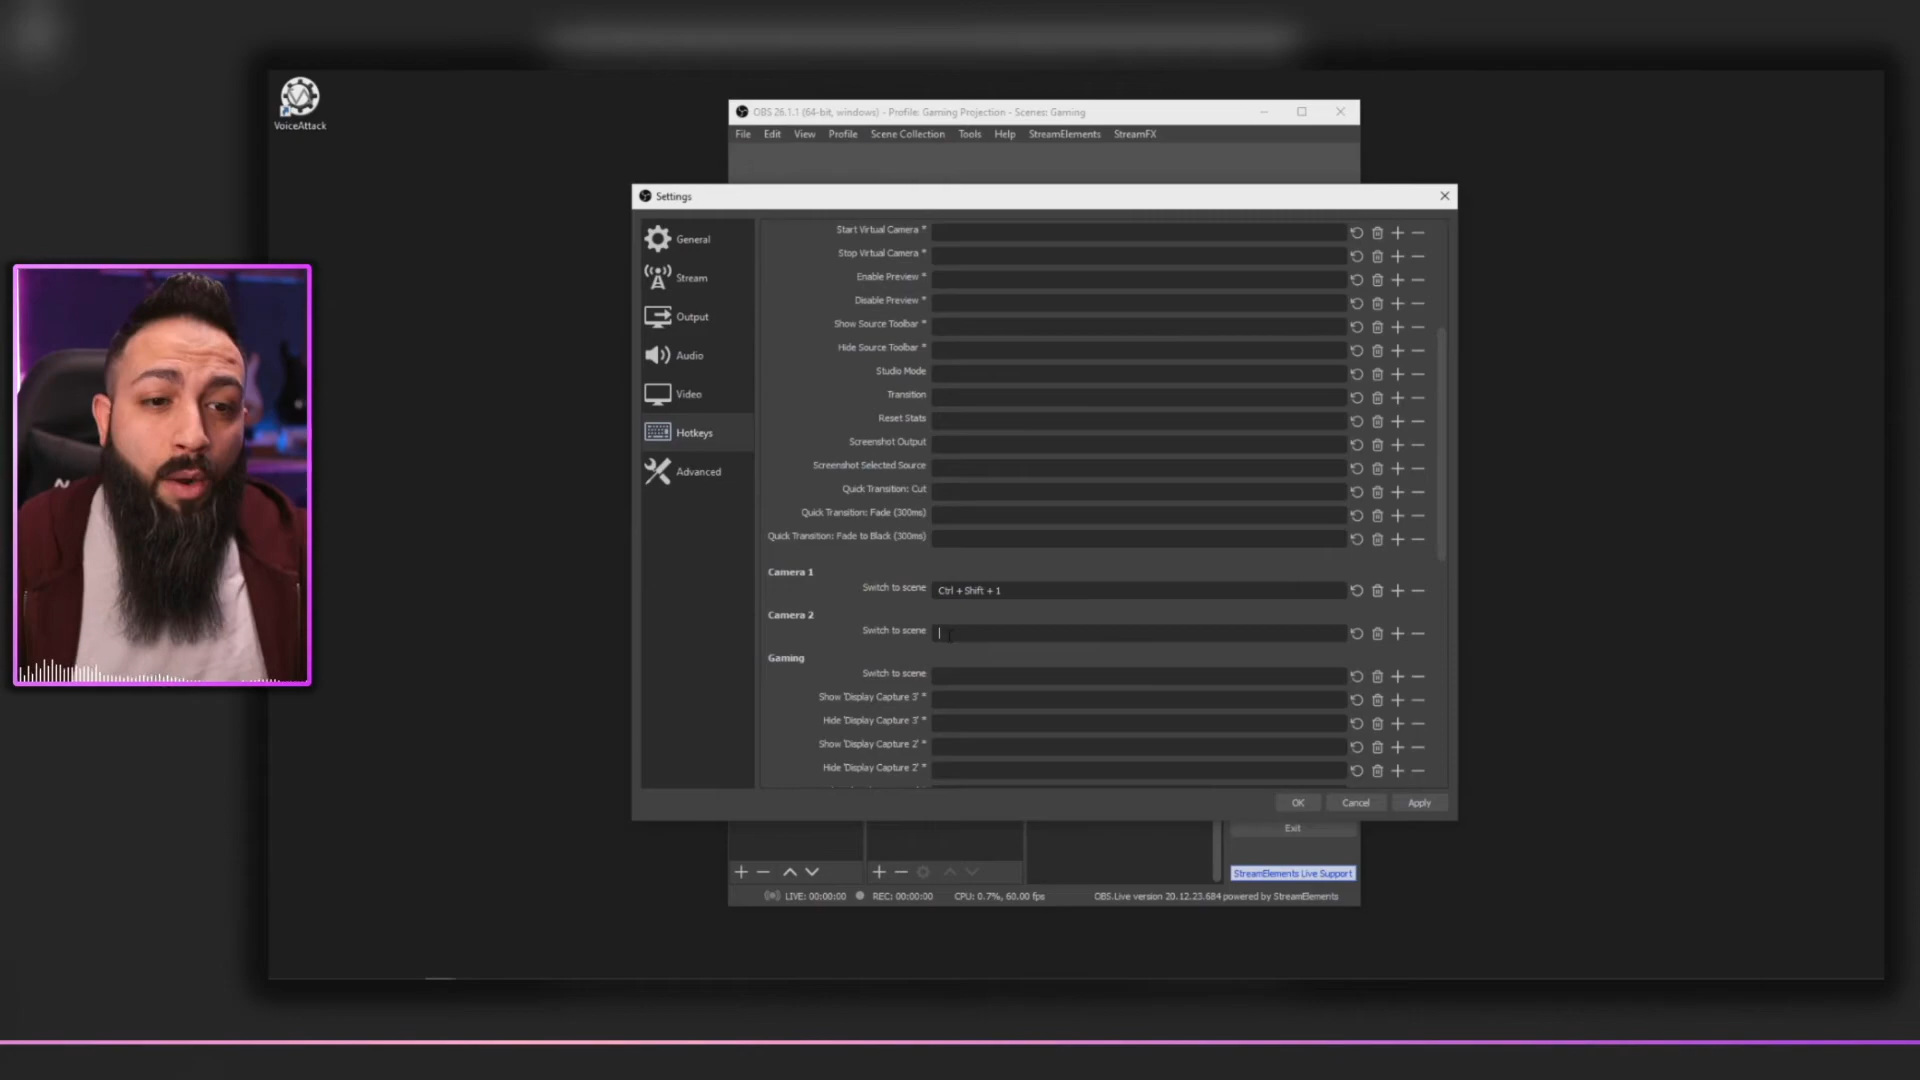 VoiceAttack
OBS 26.1.1 (64-bit, windows) - Profile: Gaming Projection - Scenes: Gaming
File Edit View Profile Scene Collection Tools Help StreamElements StreamFX
Settings
General
Stream
Output
Audio
Video
Hotkeys
Advanced
Start Virtual Camera *
Stop Virtual Camera *
Enable Preview *
Disable Preview *
Show Source Toolbar *
Hide Source Toolbar *
Studio Mode
Transition
Reset Stats
Screenshot Output
Screenshot Selected Source
Quick Transition: Cut
Quick Transition: Fade (300ms)
Quick Transition: Fade to Black (300ms)
Camera 1
Switch to scene Ctrl + Shift + 1
Camera 2
Switch to scene
Gaming
Switch to scene
Show 'Display Capture 3' *
Hide 'Display Capture 3' *
Show 'Display Capture 2' *
Hide 'Display Capture 2' *
OK Cancel Apply
Exit
StreamElements Live Support
LIVE: 00:00:00 REC: 00:00:00 CPU: 0.7%, 60.00 fps OBS.Live version 20.12.23.684 powered by StreamElements